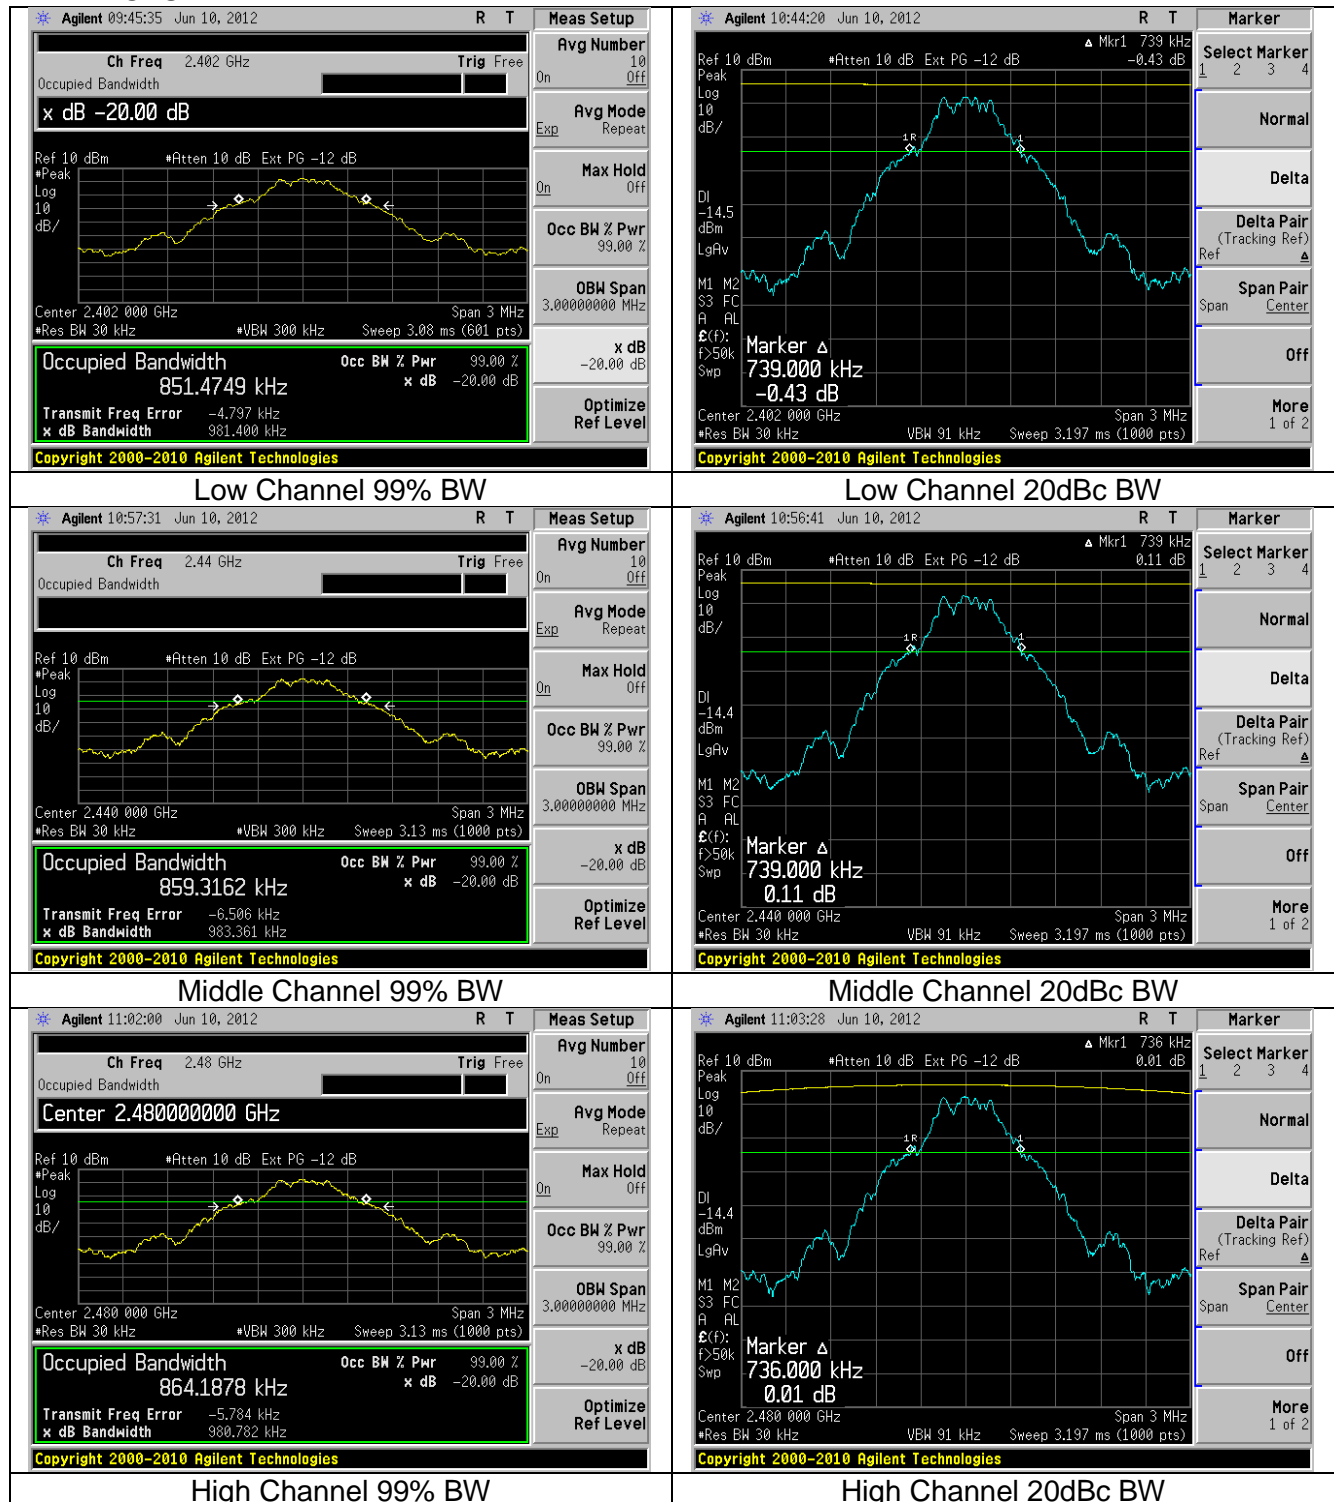 Agilent 09:45:35 Jun 10, 2012 R T
Meas Setup
Ch Freq 2.402 GHz Trig Free
Occupied Bandwidth
x dB -20.00 dB
Ref 10 dBm #Atten 10 dB Ext PG -12 dB
#Peak
Log
10
dB/
Center 2.402 000 GHz Span 3 MHz
#Res BW 30 kHz #VBW 300 kHz Sweep 3.08 ms (601 pts)
Occupied Bandwidth Occ BW % Pwr 99.00 %
851.4749 kHz x dB -20.00 dB
Transmit Freq Error -4.797 kHz
x dB Bandwidth 981.400 kHz
Copyright 2000-2010 Agilent Technologies
Avg Number
10
On Off
Avg Mode
Exp Repeat
Max Hold
On Off
Occ BW % Pwr
99.00 %
OBW Span
3.00000000 MHz
x dB
-20.00 dB
Optimize
Ref Level
Low Channel 99% BW
Agilent 10:44:20 Jun 10, 2012 R T
Marker
Δ Mkr1 739 kHz
Ref 10 dBm #Atten 10 dB Ext PG -12 dB -0.43 dB
Peak
Log
10
dB/
1R
1
DI
-14.5
dBm
LgAv
M1 M2
S3 FC
A AL
£(f):
f>50k
Swp
Marker Δ
739.000 kHz
-0.43 dB
Center 2.402 000 GHz Span 3 MHz
#Res BW 30 kHz VBW 91 kHz Sweep 3.197 ms (1000 pts)
Copyright 2000-2010 Agilent Technologies
Select Marker
1 2 3 4
Normal
Delta
Delta Pair
(Tracking Ref)
Ref Δ
Span Pair
Span Center
Off
More
1 of 2
Low Channel 20dBc BW
Agilent 10:57:31 Jun 10, 2012 R T
Meas Setup
Ch Freq 2.44 GHz Trig Free
Occupied Bandwidth
Ref 10 dBm #Atten 10 dB Ext PG -12 dB
#Peak
Log
10
dB/
Center 2.440 000 GHz Span 3 MHz
#Res BW 30 kHz #VBW 300 kHz Sweep 3.13 ms (1000 pts)
Occupied Bandwidth Occ BW % Pwr 99.00 %
859.3162 kHz x dB -20.00 dB
Transmit Freq Error -6.506 kHz
x dB Bandwidth 983.361 kHz
Copyright 2000-2010 Agilent Technologies
Avg Number
10
On Off
Avg Mode
Exp Repeat
Max Hold
On Off
Occ BW % Pwr
99.00 %
OBW Span
3.00000000 MHz
x dB
-20.00 dB
Optimize
Ref Level
Middle Channel 99% BW
Agilent 10:56:41 Jun 10, 2012 R T
Marker
Δ Mkr1 739 kHz
Ref 10 dBm #Atten 10 dB Ext PG -12 dB 0.11 dB
Peak
Log
10
dB/
1R
1
DI
-14.4
dBm
LgAv
M1 M2
S3 FC
A AL
£(f):
f>50k
Swp
Marker Δ
739.000 kHz
0.11 dB
Center 2.440 000 GHz Span 3 MHz
#Res BW 30 kHz VBW 91 kHz Sweep 3.197 ms (1000 pts)
Copyright 2000-2010 Agilent Technologies
Select Marker
1 2 3 4
Normal
Delta
Delta Pair
(Tracking Ref)
Ref Δ
Span Pair
Span Center
Off
More
1 of 2
Middle Channel 20dBc BW
Agilent 11:02:00 Jun 10, 2012 R T
Meas Setup
Ch Freq 2.48 GHz Trig Free
Occupied Bandwidth
Center 2.480000000 GHz
Ref 10 dBm #Atten 10 dB Ext PG -12 dB
#Peak
Log
10
dB/
Center 2.480 000 GHz Span 3 MHz
#Res BW 30 kHz #VBW 300 kHz Sweep 3.13 ms (1000 pts)
Occupied Bandwidth Occ BW % Pwr 99.00 %
864.1878 kHz x dB -20.00 dB
Transmit Freq Error -5.784 kHz
x dB Bandwidth 980.782 kHz
Copyright 2000-2010 Agilent Technologies
Avg Number
10
On Off
Avg Mode
Exp Repeat
Max Hold
On Off
Occ BW % Pwr
99.00 %
OBW Span
3.00000000 MHz
x dB
-20.00 dB
Optimize
Ref Level
High Channel 99% BW
Agilent 11:03:28 Jun 10, 2012 R T
Marker
Δ Mkr1 736 kHz
Ref 10 dBm #Atten 10 dB Ext PG -12 dB 0.01 dB
Peak
Log
10
dB/
1R
1
DI
-14.4
dBm
LgAv
M1 M2
S3 FC
A AL
£(f):
f>50k
Swp
Marker Δ
736.000 kHz
0.01 dB
Center 2.480 000 GHz Span 3 MHz
#Res BW 30 kHz VBW 91 kHz Sweep 3.197 ms (1000 pts)
Copyright 2000-2010 Agilent Technologies
Select Marker
1 2 3 4
Normal
Delta
Delta Pair
(Tracking Ref)
Ref Δ
Span Pair
Span Center
Off
More
1 of 2
High Channel 20dBc BW